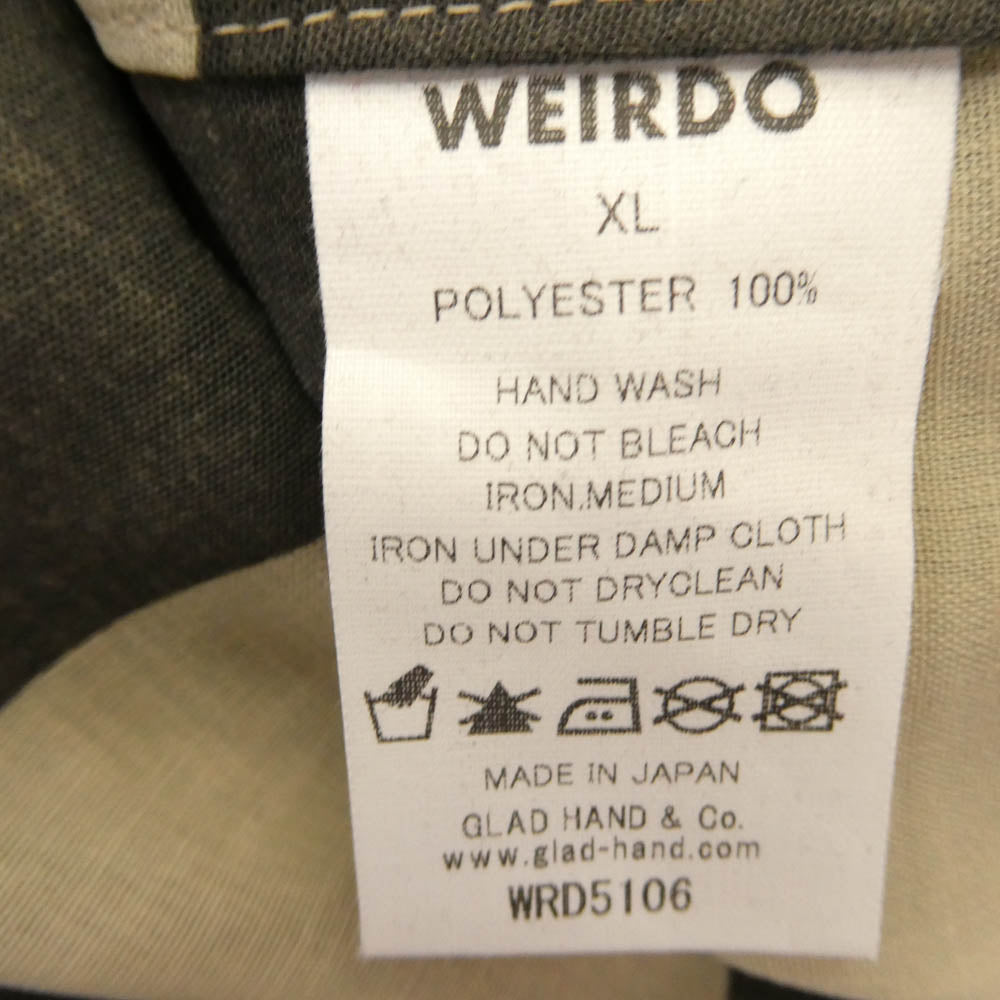 WEIRDO
XL
POLYESTER 100%
HAND WASH
DO NOT BLEACH
IRON.MEDIUM
IRON UNDER DAMP CLOTH
DO NOT DRYCLEAN
DO NOT TUMBLE DRY
MADE IN JAPAN
GLAD HAND & Co.
www.glad-hand.com
WRD5106